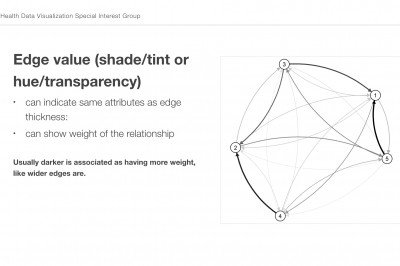 Health Data Visualization Special Interest Group
Edge value (shade/tint or
hue/transparency)
• can indicate same attributes as edge
thickness:
• can show weight of the relationship
Usually darker is associated as having more weight,
like wider edges are.
3
1
2
5
4